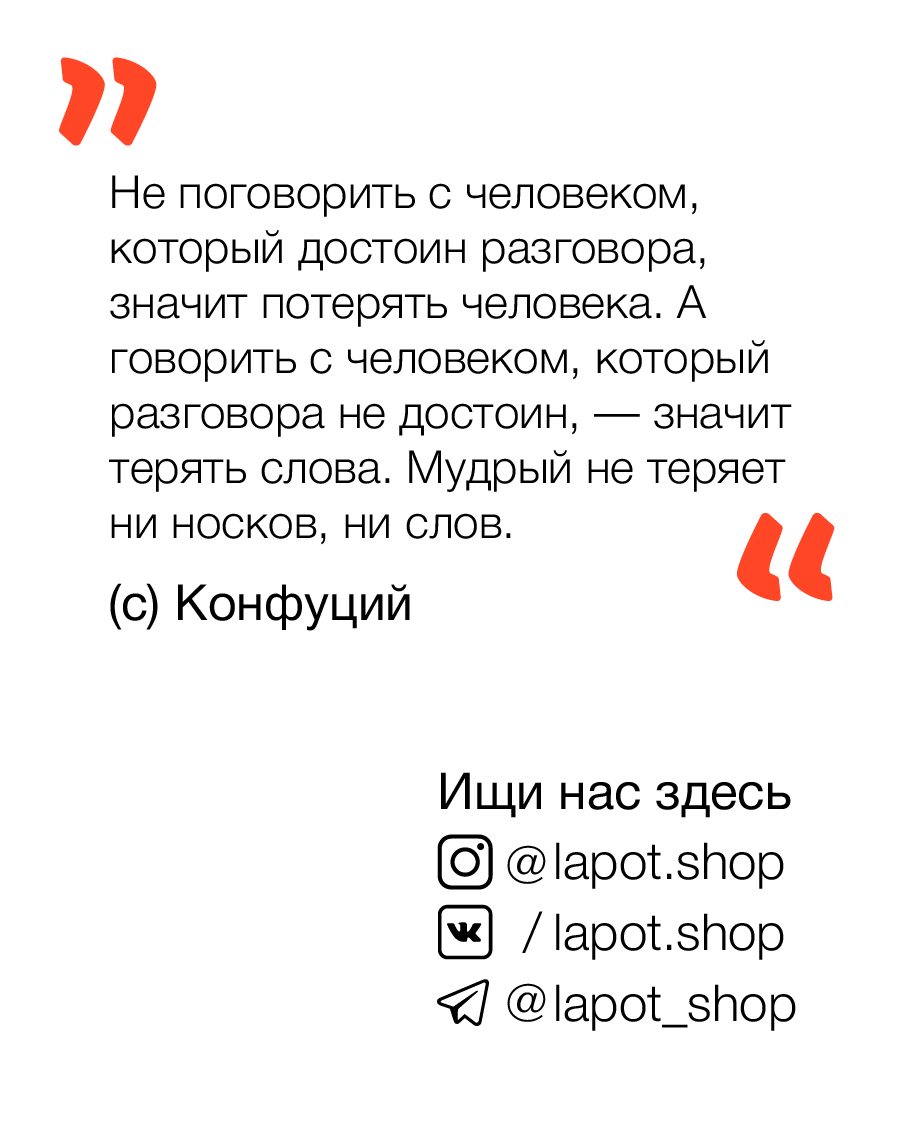 Не поговорить с человеком,
который достоин разговора,
значит потерять человека. А
говорить с человеком, который
разговора не достоин, — значит
терять слова. Мудрый не теряет
ни носков, ни слов.
(с) Конфуций
Ищи нас здесь
@lapot.shop
/lapot.shop
@lapot_shop